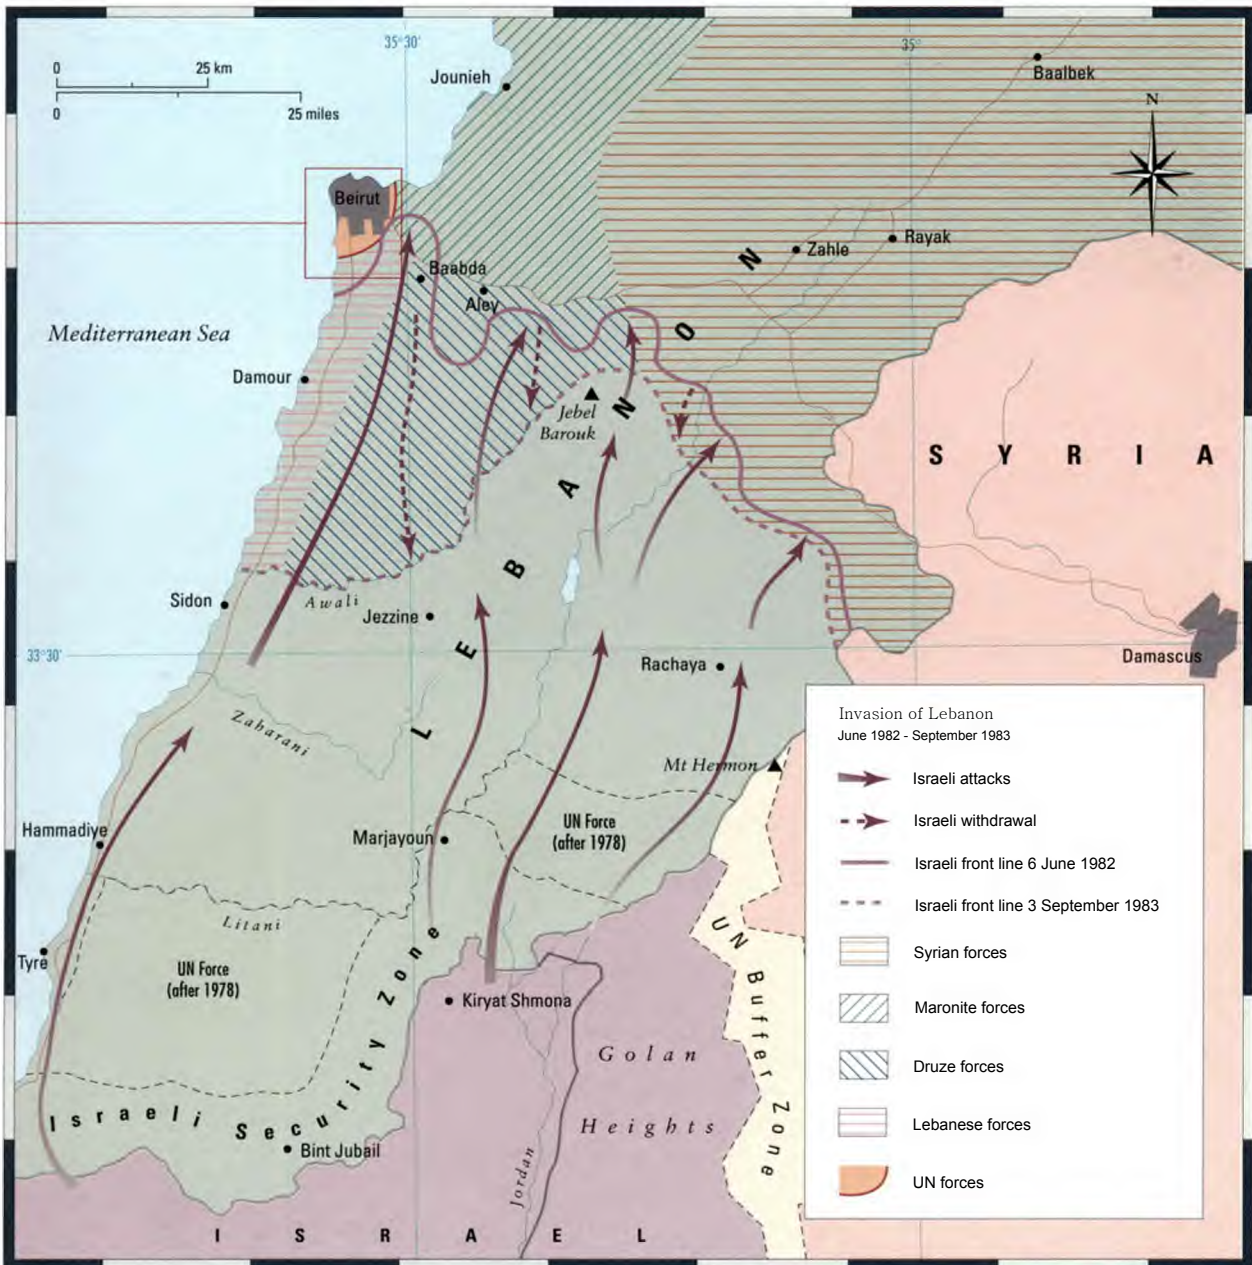 35°30'
35°
0 25 km
0 25 miles
Jounieh
Baalbek
N
Beirut
Zahle
Rayak
Baabda
Aley
Mediterranean Sea
Damour
Jebel
Barouk
SYRIA
LEBANON
Sidon
Awali
Jezzine
33°30'
Rachaya
Damascus
Zaharani
Mt Hermon
Hammadiye
Marjayoun
UN Force
(after 1978)
Litani
Tyre
UN Force
(after 1978)
Kiryat Shmona
Golan
Heights
UN Buffer Zone
Israeli Security Zone
Bint Jubail
Jordan
ISRAEL
Invasion of Lebanon
June 1982 - September 1983
Israeli attacks
Israeli withdrawal
Israeli front line 6 June 1982
Israeli front line 3 September 1983
Syrian forces
Maronite forces
Druze forces
Lebanese forces
UN forces